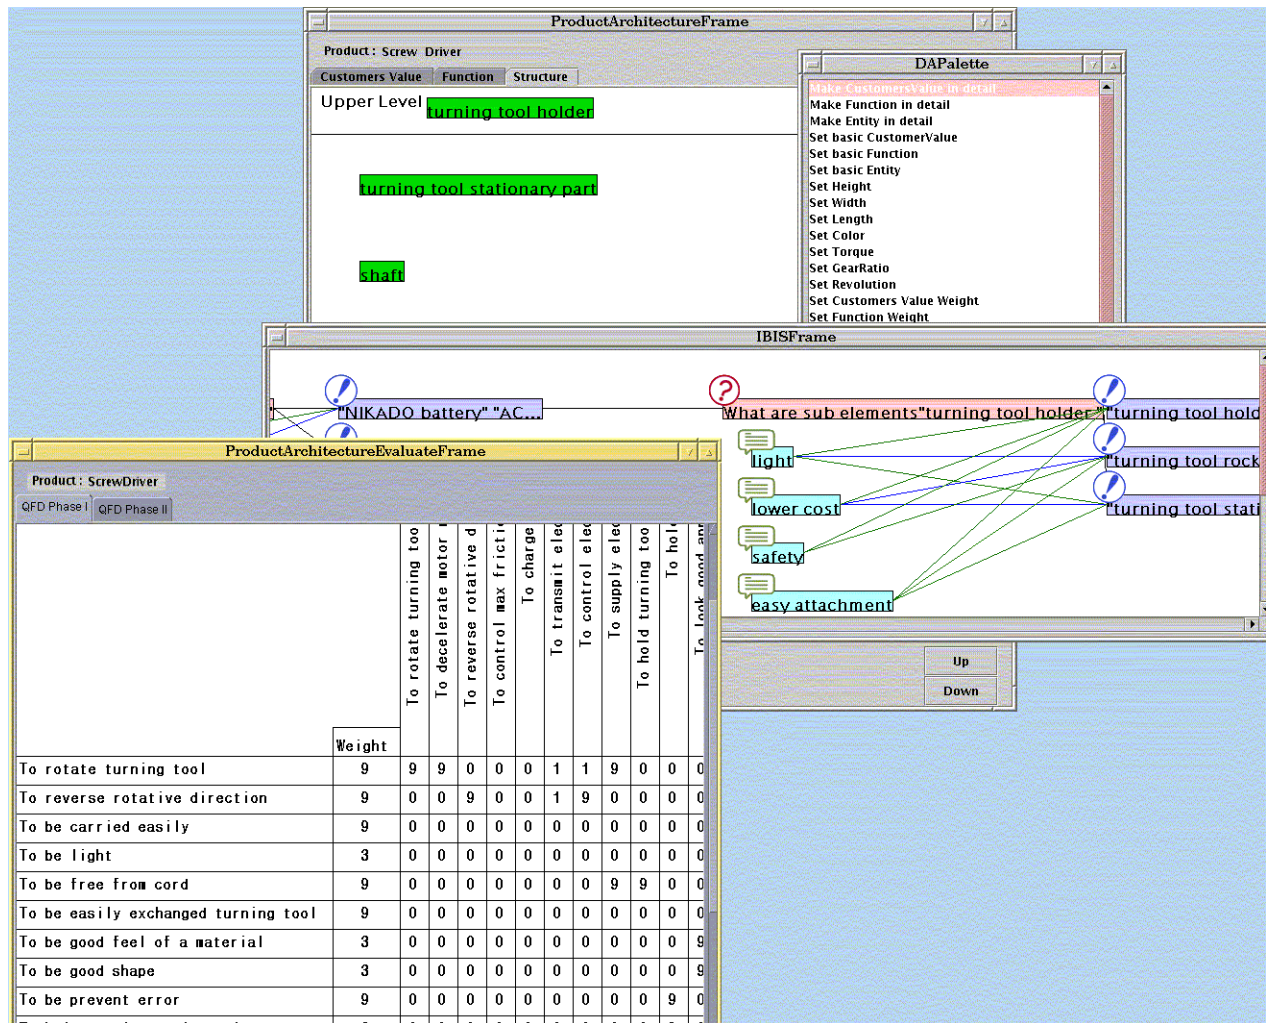 ProductArchitectureFrame
Product : Screw Driver
Customers Value Function Structure
Upper Level turning tool holder
turning tool stationary part
shaft
DAPalette
Make CustomersValue in detail
Make Function in detail
Make Entity in detail
Set basic CustomerValue
Set basic Function
Set basic Entity
Set Height
Set Width
Set Length
Set Color
Set Torque
Set GearRatio
Set Revolution
Set Customers Value Weight
Set Function Weight
IBISFrame
"NIKADO battery" "AC...
What are sub elements"turning tool holder "
"turning tool hold
light
"turning tool rock
lower cost
"turning tool stati
safety
easy attachment
Up
Down
ProductArchitectureEvaluateFrame
Product : ScrewDriver
QFD Phase I QFD Phase II
To rotate turning too
To decelerate motor
To reverse rotative d
To control max fricti
To charge
To transmit elec
To control elec
To supply elec
To hold turning too
To hol
To look good app
Weight
To rotate turning tool 9 9 9 0 0 0 1 1 9 0 0 0
To reverse rotative direction 9 0 0 9 0 0 1 9 0 0 0 0
To be carried easily 9 0 0 0 0 0 0 0 0 0 0 0
To be light 3 0 0 0 0 0 0 0 0 0 0 0
To be free from cord 9 0 0 0 0 0 0 0 9 9 0 0
To be easily exchanged turning tool 9 0 0 0 0 0 0 0 0 0 0 0
To be good feel of a material 3 0 0 0 0 0 0 0 0 0 0 9
To be good shape 3 0 0 0 0 0 0 0 0 0 0 9
To be prevent error 9 0 0 0 0 0 0 0 0 0 9 0